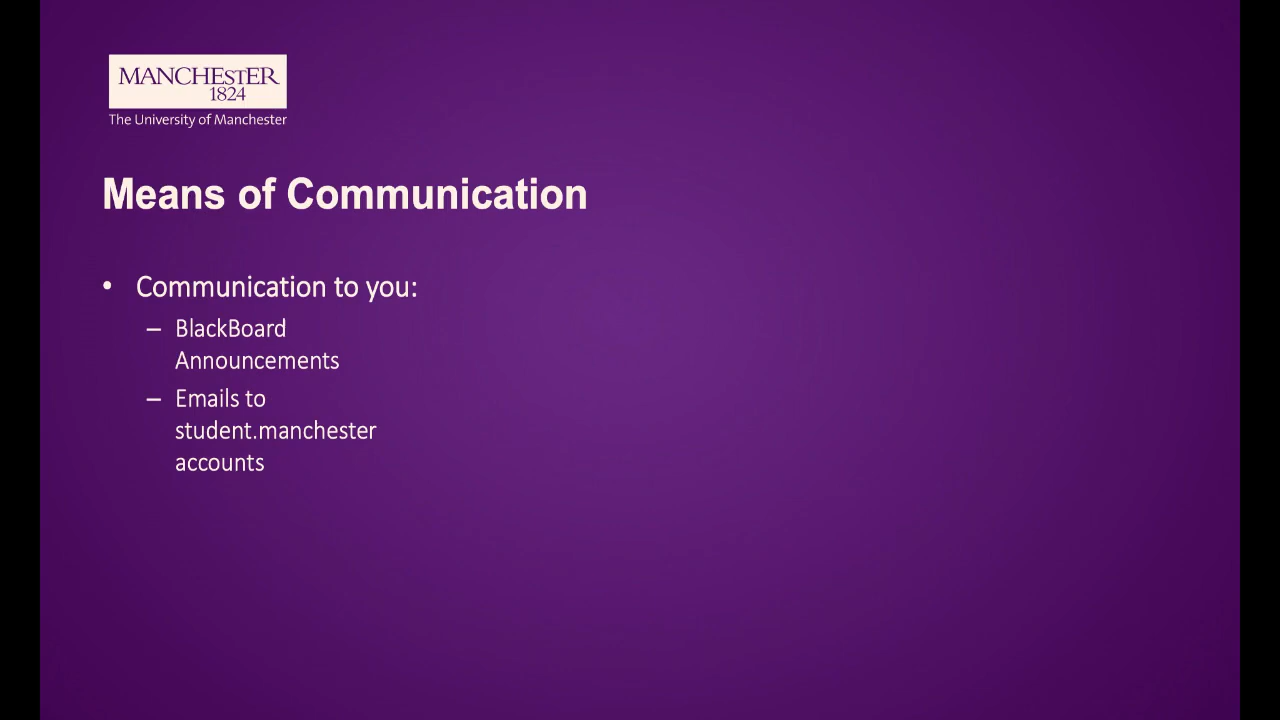 MANCHESTER
1824
The University of Manchester
Means of Communication
• Communication to you:
– BlackBoard
Announcements
– Emails to
student.manchester
accounts